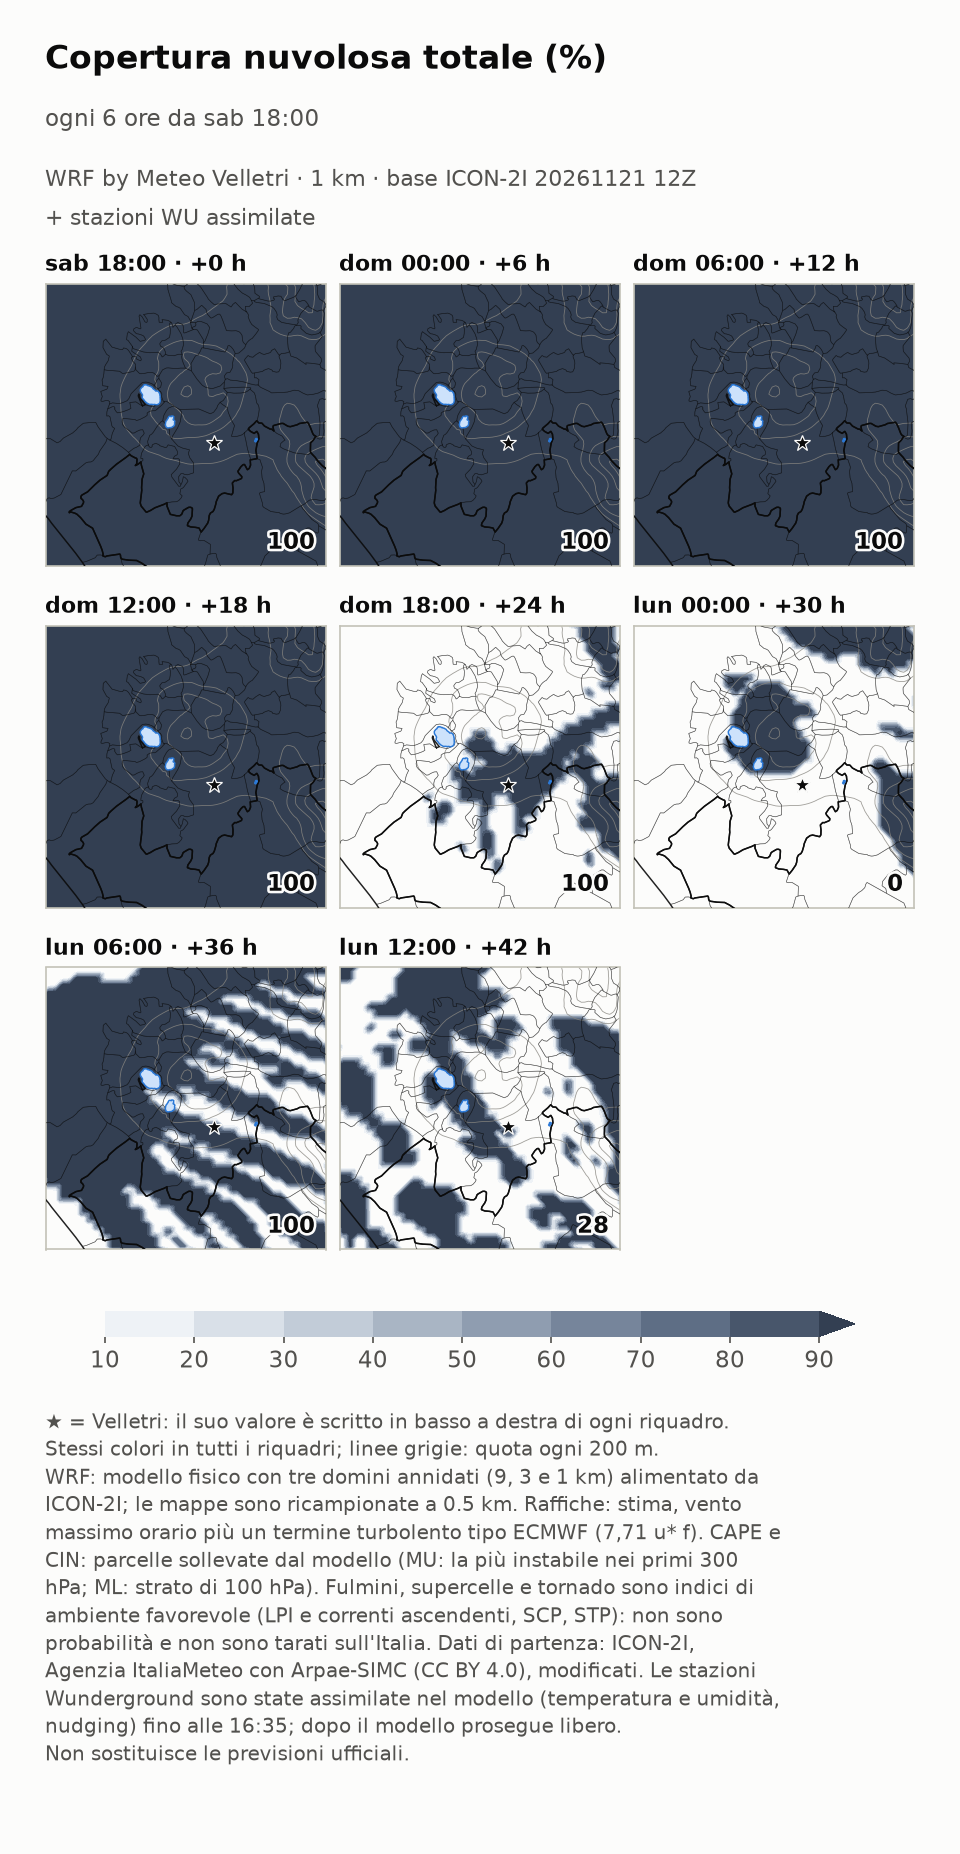 Copertura nuvolosa totale (%)
ogni 6 ore da sab 18:00
WRF by Meteo Velletri · 1 km · base ICON-2I 20261121 12Z
+ stazioni WU assimilate
sab 18:00 · +0 h
dom 00:00 · +6 h
dom 06:00 · +12 h
100
100
100
dom 12:00 · +18 h
dom 18:00 · +24 h
lun 00:00 · +30 h
100
100
0
lun 06:00 · +36 h
lun 12:00 · +42 h
100
28
10 20 30 40 50 60 70 80 90
★ = Velletri: il suo valore è scritto in basso a destra di ogni riquadro.
Stessi colori in tutti i riquadri; linee grigie: quota ogni 200 m.
WRF: modello fisico con tre domini annidati (9, 3 e 1 km) alimentato da
ICON-2I; le mappe sono ricampionate a 0.5 km. Raffiche: stima, vento
massimo orario più un termine turbolento tipo ECMWF (7,71 u* f). CAPE e
CIN: parcelle sollevate dal modello (MU: la più instabile nei primi 300
hPa; ML: strato di 100 hPa). Fulmini, supercelle e tornado sono indici di
ambiente favorevole (LPI e correnti ascendenti, SCP, STP): non sono
probabilità e non sono tarati sull'Italia. Dati di partenza: ICON-2I,
Agenzia ItaliaMeteo con Arpae-SIMC (CC BY 4.0), modificati. Le stazioni
Wunderground sono state assimilate nel modello (temperatura e umidità,
nudging) fino alle 16:35; dopo il modello prosegue libero.
Non sostituisce le previsioni ufficiali.